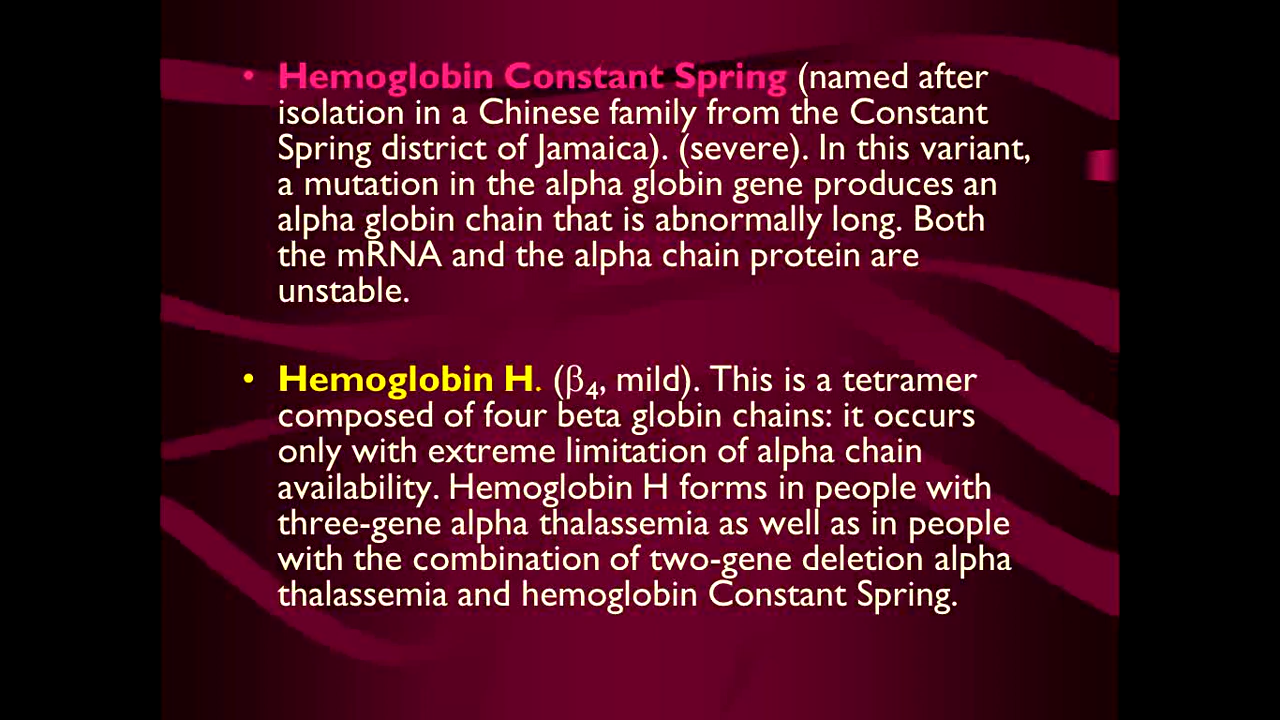 • Hemoglobin Constant Spring (named after
isolation in a Chinese family from the Constant
Spring district of Jamaica). (severe). In this variant,
a mutation in the alpha globin gene produces an
alpha globin chain that is abnormally long. Both
the mRNA and the alpha chain protein are
unstable.
• Hemoglobin H. (β₄, mild). This is a tetramer
composed of four beta globin chains: it occurs
only with extreme limitation of alpha chain
availability. Hemoglobin H forms in people with
three-gene alpha thalassemia as well as in people
with the combination of two-gene deletion alpha
thalassemia and hemoglobin Constant Spring.